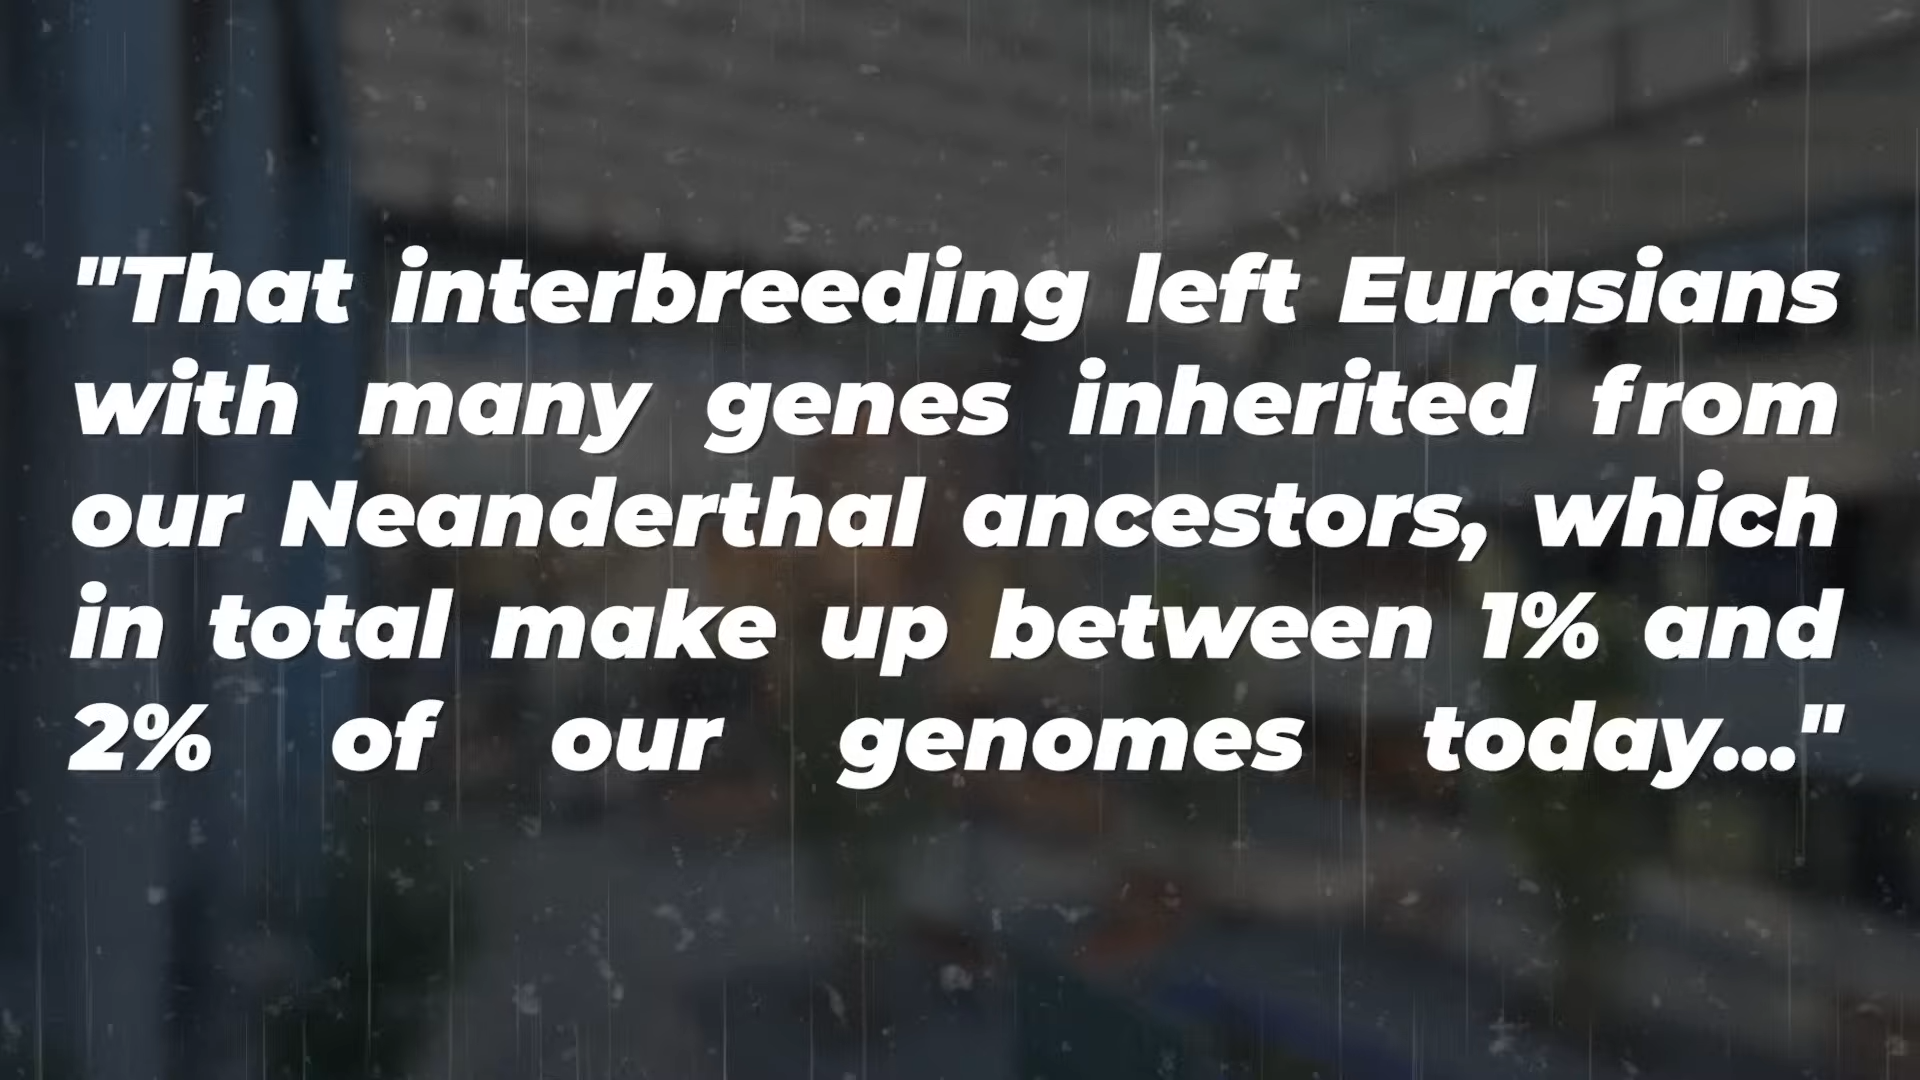 "That interbreeding left Eurasians
with many genes inherited from
our Neanderthal ancestors, which
in total make up between 1% and
2% of our genomes today..."